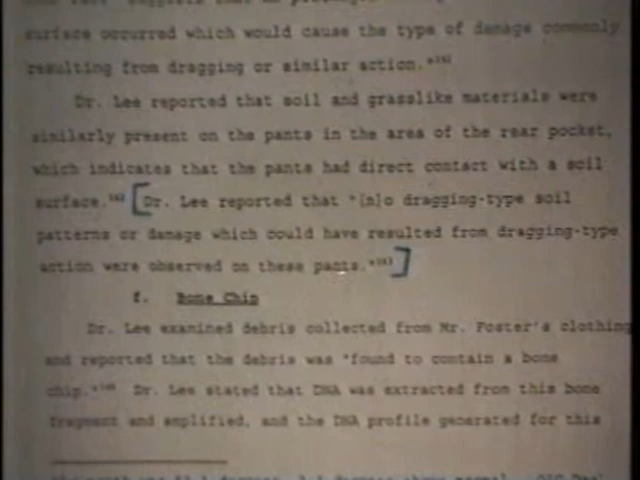 surface occurred which would cause the type of damage commonly
resulting from dragging or similar action."
Dr. Lee reported that soil and grasslike materials were
similarly present on the pants in the area of the rear pocket,
which indicates that the pants had direct contact with a soil
surface. [Dr. Lee reported that "[n]o dragging-type soil
patterns or damage which could have resulted from dragging-type
action were observed on these pants."]
f. Bone Chip
Dr. Lee examined debris collected from Mr. Foster's clothing
and reported that the debris was "found to contain a bone
chip." Dr. Lee stated that DNA was extracted from this bone
fragment and amplified, and the DNA profile generated for this